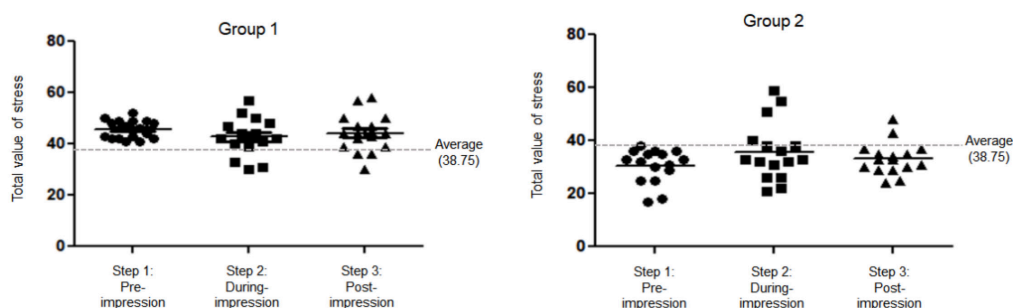 Group 1
Total value of stress
80
60
40
20
0
Average
(38.75)
Step 1:
Pre-
impression
Step 2:
During-
impression
Step 3:
Post-
impression
Group 2
Total value of stress
80
60
40
20
0
Average
(38.75)
Step 1:
Pre-
impression
Step 2:
During-
impression
Step 3:
Post-
impression